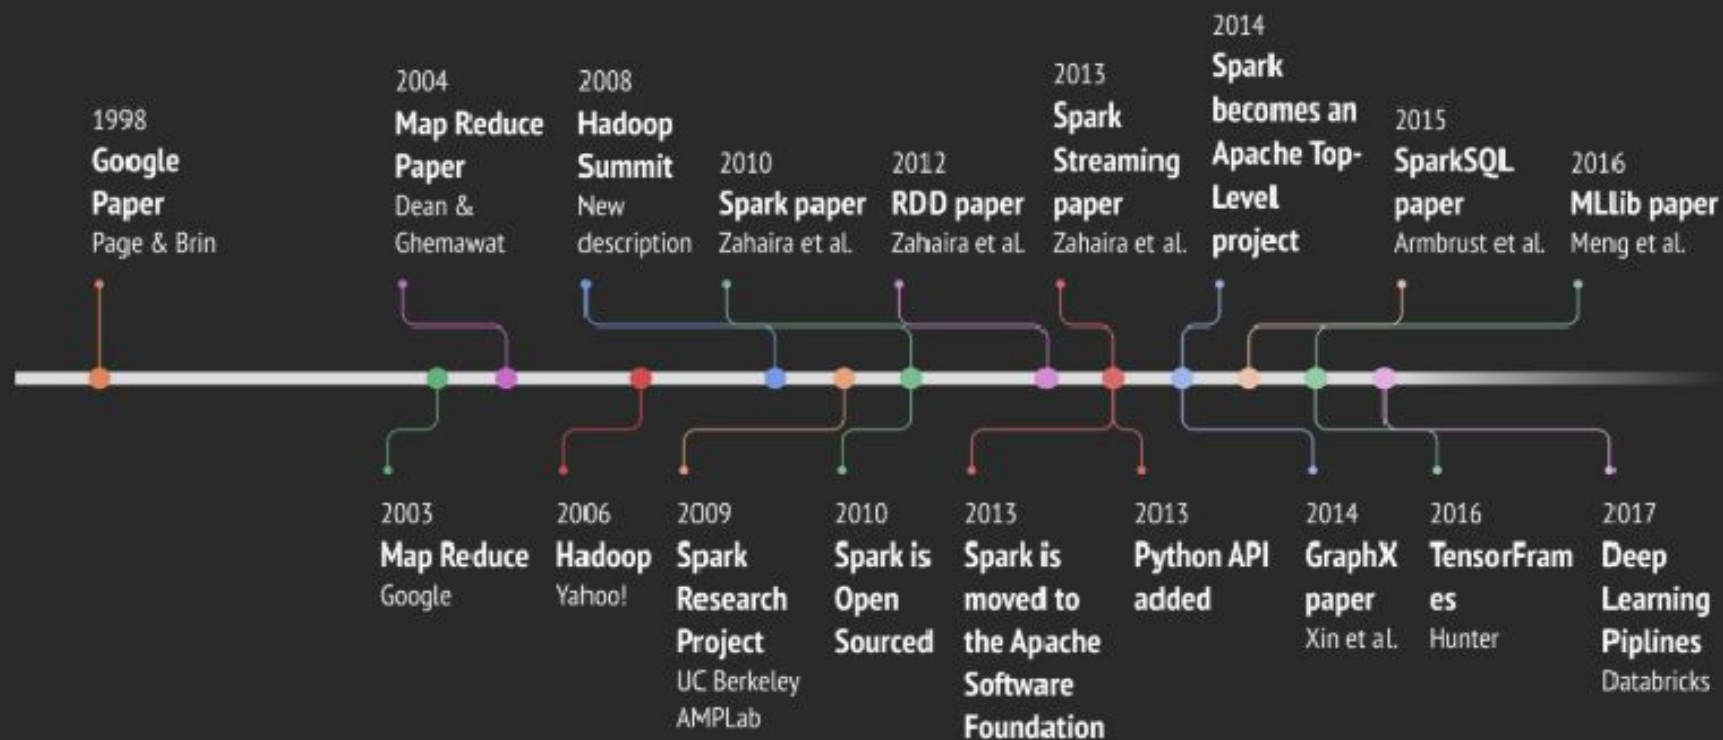 1998
Google
Paper
Page & Brin
2004
Map Reduce
Paper
Dean &
Ghemawat
2008
Hadoop
Summit
New
description
2010
Spark paper
Zahaira et al.
2012
RDD paper
Zahaira et al.
2013
Spark
Streaming
paper
Zahaira et al.
2014
Spark
becomes an
Apache Top-
Level
project
2015
SparkSQL
paper
Armbrust et al.
2016
MLlib paper
Meng et al.
2003
Map Reduce
Google
2006
Hadoop
Yahoo!
2009
Spark
Research
Project
UC Berkeley
AMPLab
2010
Spark is
Open
Sourced
2013
Spark is
moved to
the Apache
Software
Foundation
2013
Python API
added
2014
GraphX
paper
Xin et al.
2016
TensorFram
es
Hunter
2017
Deep
Learning
Piplines
Databricks